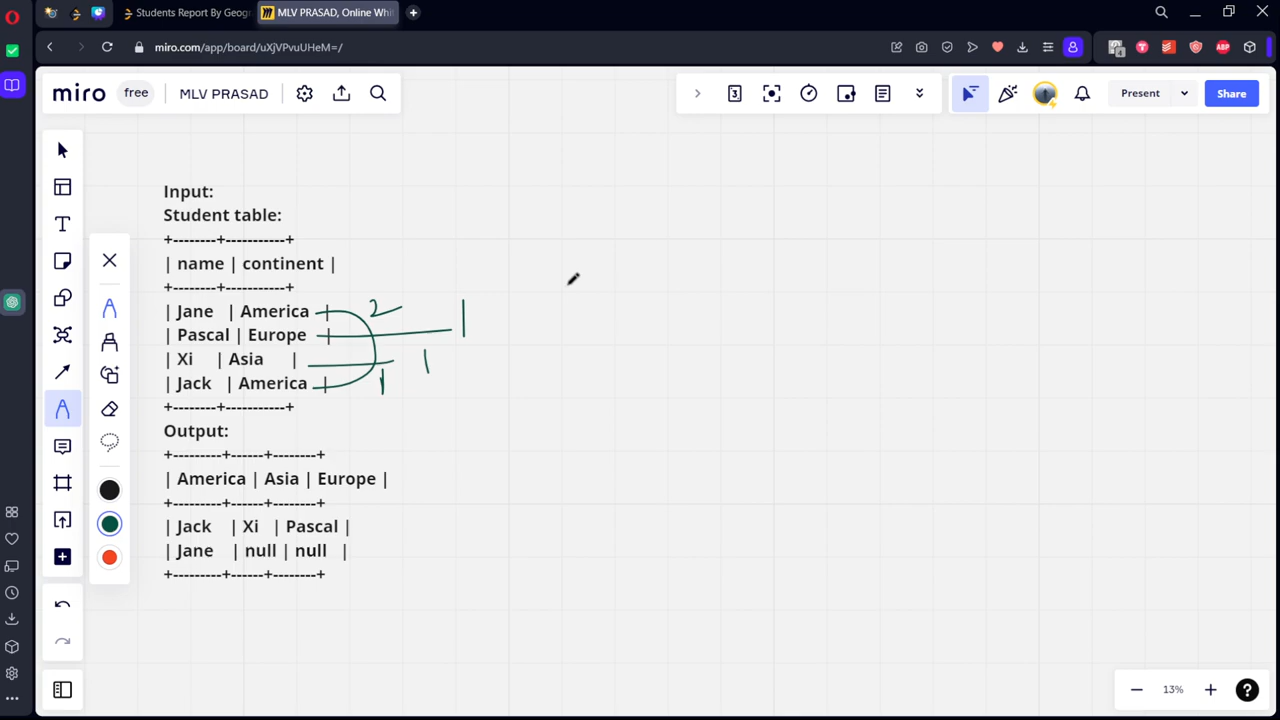 Students Report By Geog
MLV PRASAD, Online Whi
miro.com/app/board/uXjVPvuUHeM=/
miro free MLV PRASAD
3
Present
Share
Input:
Student table:
+--------+-----------+
| name | continent |
+--------+-----------+
| Jane | America | 2
| Pascal | Europe | 1
| Xi | Asia | 1
| Jack | America | 1
+--------+-----------+
Output:
+---------+------+--------+
| America | Asia | Europe |
+---------+------+--------+
| Jack | Xi | Pascal |
| Jane | null | null |
+---------+------+--------+
13%